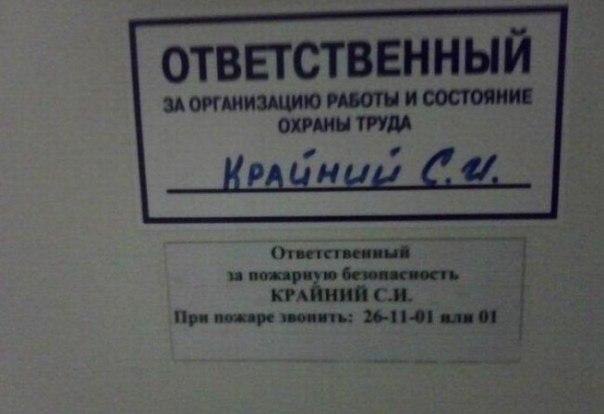 ОТВЕТСТВЕННЫЙ
ЗА ОРГАНИЗАЦИЮ РАБОТЫ И СОСТОЯНИЕ
ОХРАНЫ ТРУДА
КРАЙНИЙ С.И.
Ответственный
за пожарную безопасность
КРАЙНИЙ С.И.
При пожаре звонить: 26-11-01 или 01